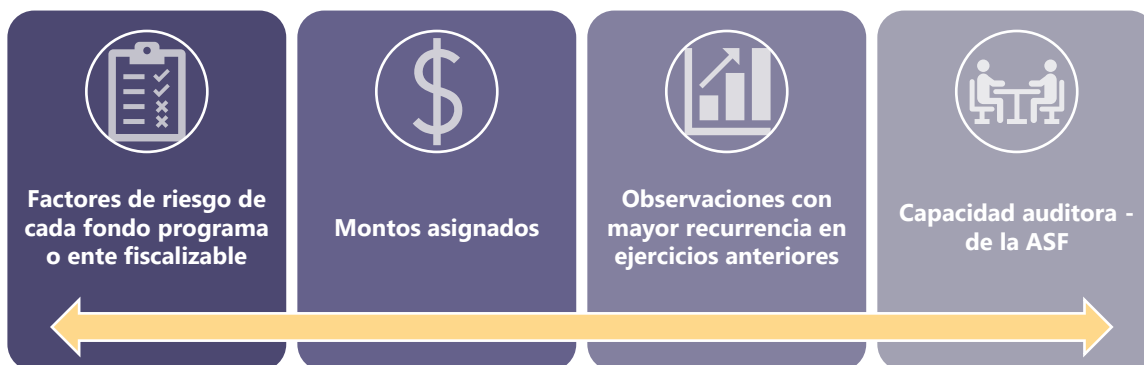 Factores de riesgo de
cada fondo programa
o ente fiscalizable
Montos asignados
Observaciones con
mayor recurrencia en
ejercicios anteriores
Capacidad auditora -
de la ASF